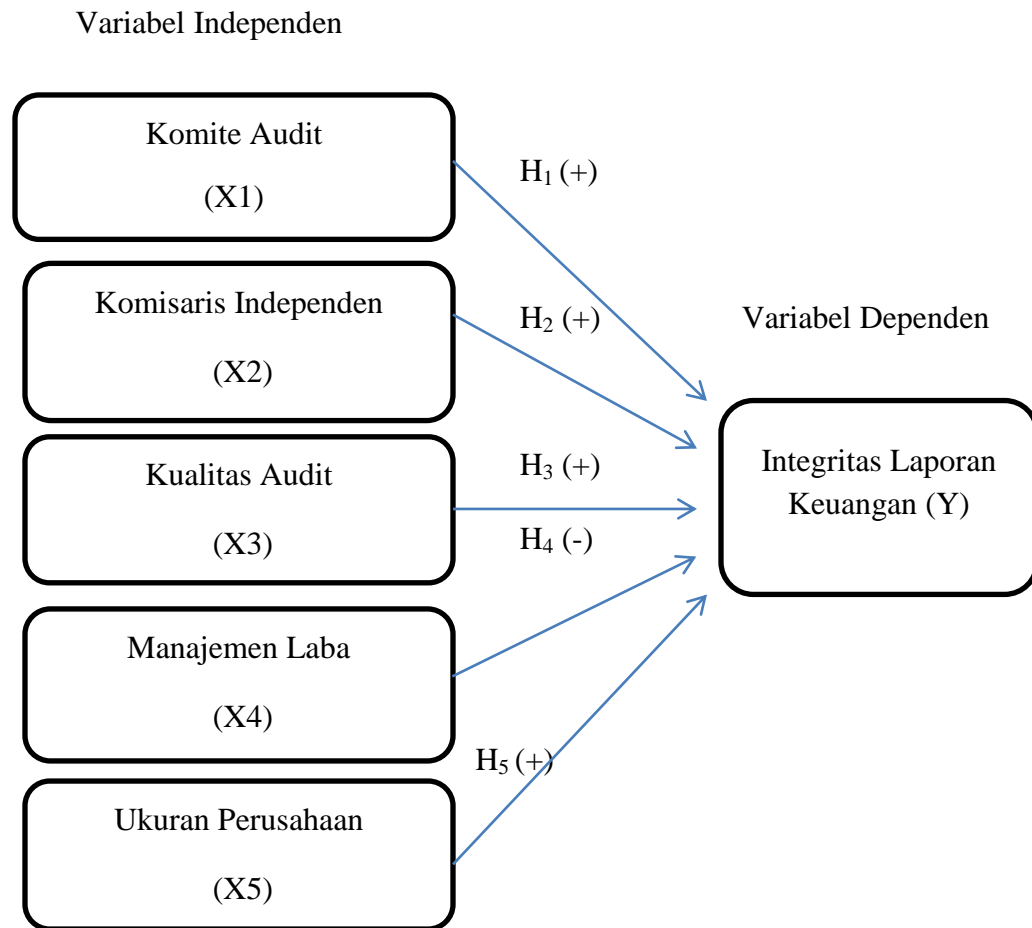 Variabel Independen
Komite Audit
(X1)
H₁ (+)
Komisaris Independen
(X2)
H₂ (+)
Variabel Dependen
Kualitas Audit
(X3)
H₃ (+)
H₄ (-)
Integritas Laporan
Keuangan (Y)
Manajemen Laba
(X4)
H₅ (+)
Ukuran Perusahaan
(X5)